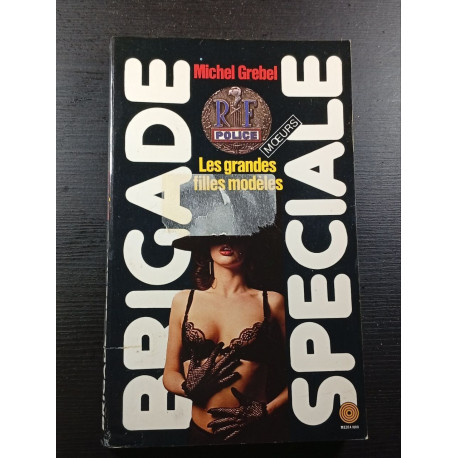 Michel Grebel
RF
POLICE
MŒURS
Les grandes
filles modèles
BRIGADE
SPECIALE